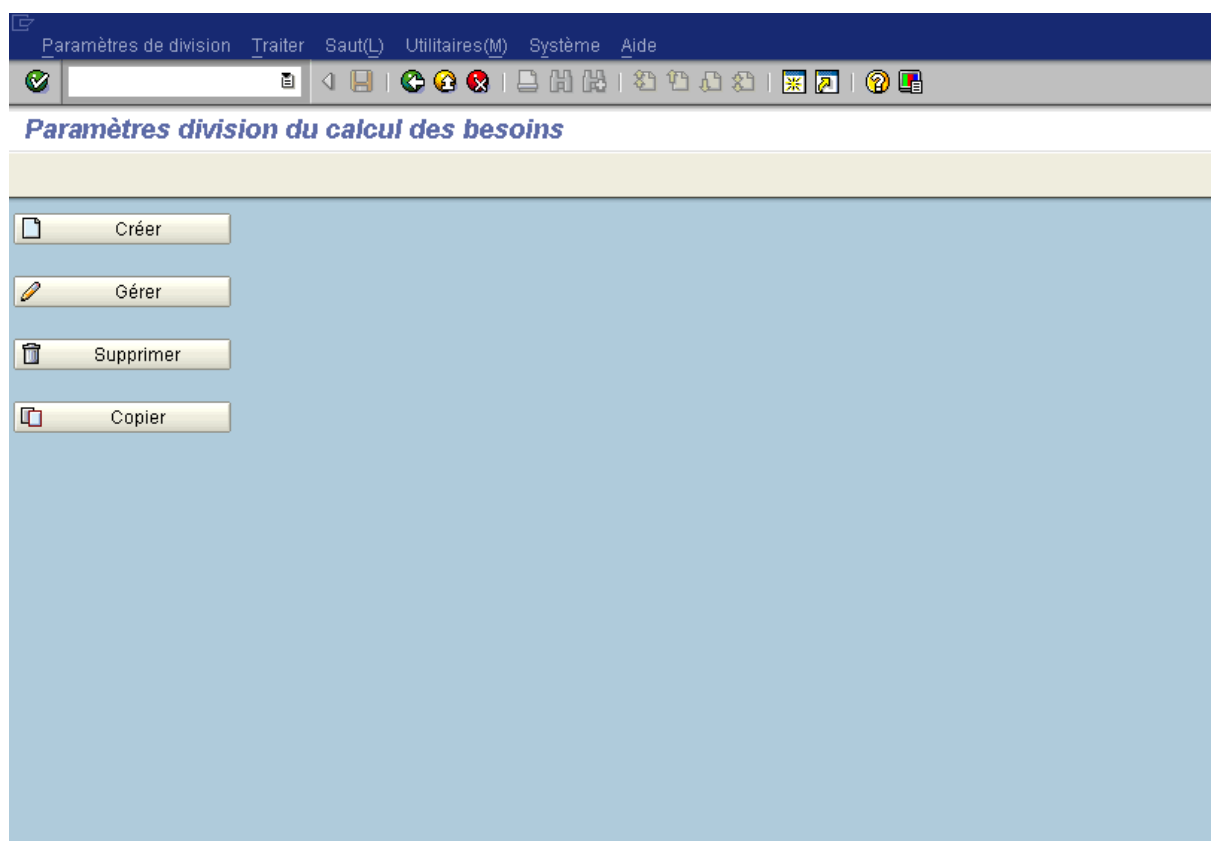 Paramètres de division Traiter Saut(L) Utilitaires(M) Système Aide
Paramètres division du calcul des besoins
Créer
Gérer
Supprimer
Copier